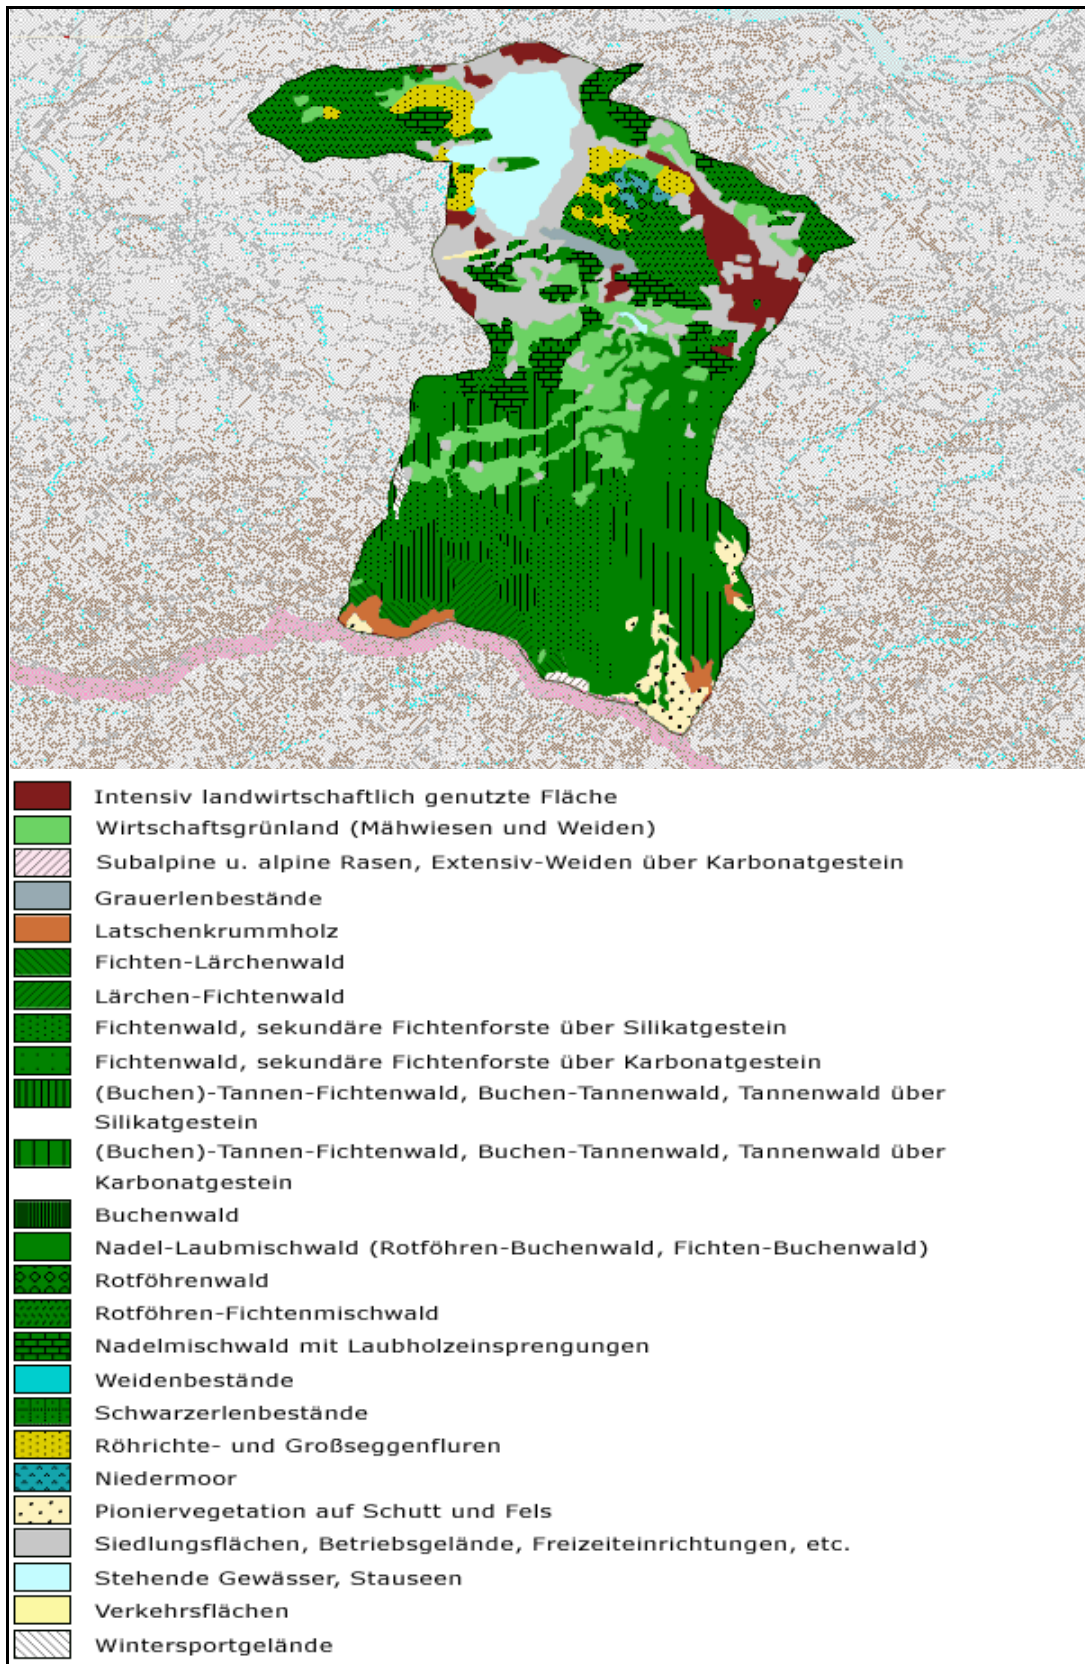 Intensiv landwirtschaftlich genutzte Fläche
Wirtschaftsgrünland (Mähwiesen und Weiden)
Subalpine u. alpine Rasen, Extensiv-Weiden über Karbonatgestein
Grauerlenbestände
Latschenkrummholz
Fichten-Lärchenwald
Lärchen-Fichtenwald
Fichtenwald, sekundäre Fichtenforste über Silikatgestein
Fichtenwald, sekundäre Fichtenforste über Karbonatgestein
(Buchen)-Tannen-Fichtenwald, Buchen-Tannenwald, Tannenwald über
Silikatgestein
(Buchen)-Tannen-Fichtenwald, Buchen-Tannenwald, Tannenwald über
Karbonatgestein
Buchenwald
Nadel-Laubmischwald (Rotföhren-Buchenwald, Fichten-Buchenwald)
Rotföhrenwald
Rotföhren-Fichtenmischwald
Nadelmischwald mit Laubholzeinsprengungen
Weidenbestände
Schwarzerlenbestände
Röhrichte- und Großseggenfluren
Niedermoor
Pioniervegetation auf Schutt und Fels
Siedlungsflächen, Betriebsgelände, Freizeiteinrichtungen, etc.
Stehende Gewässer, Stauseen
Verkehrsflächen
Wintersportgelände